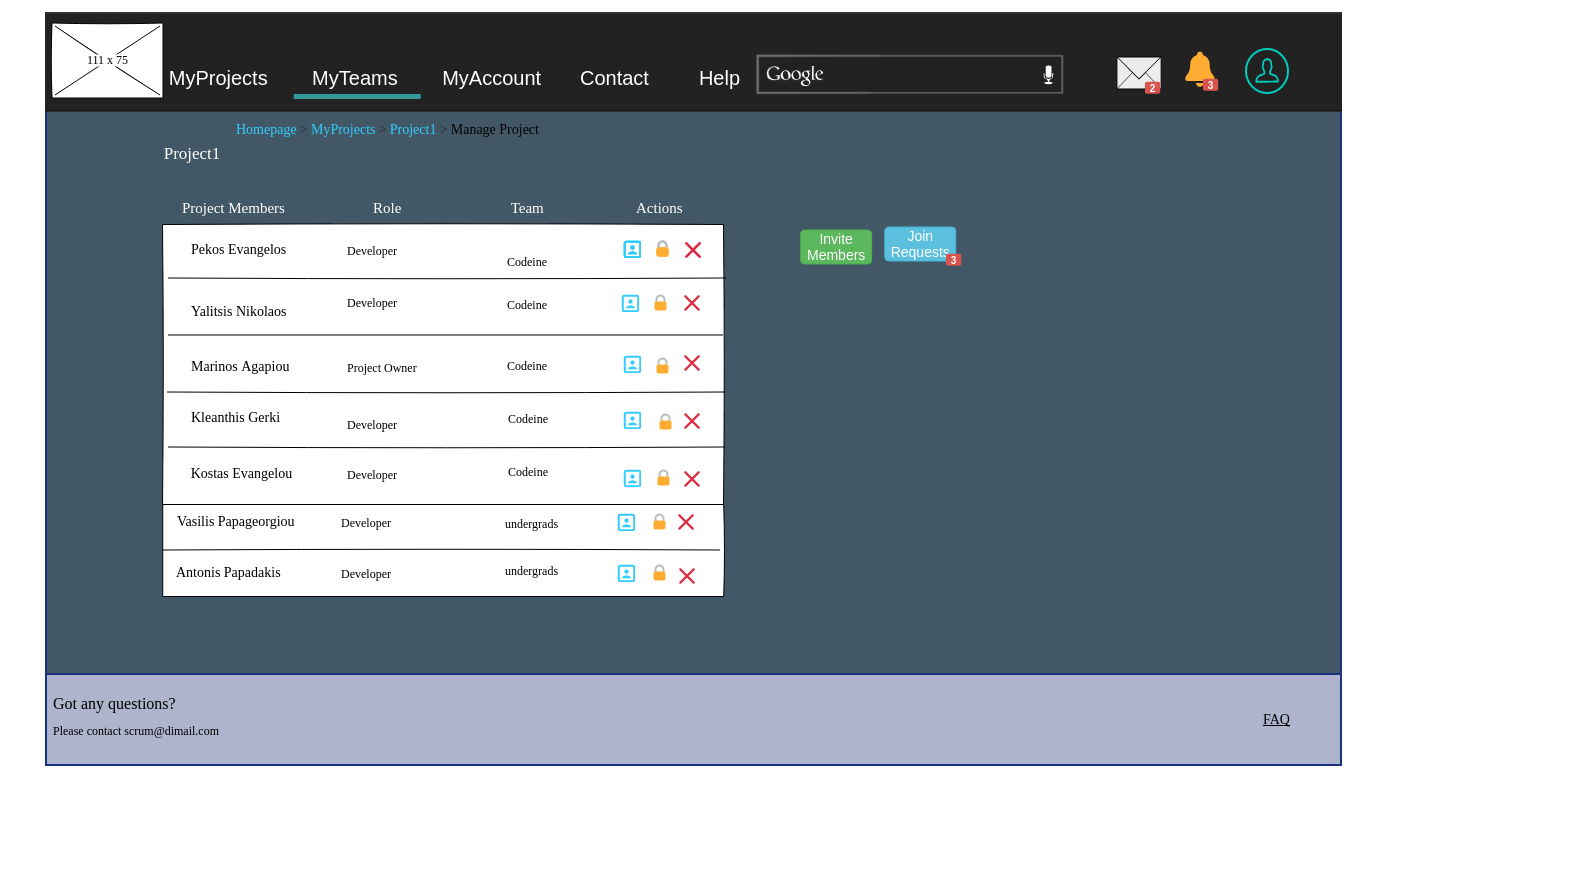 111 x 75
MyProjects MyTeams MyAccount Contact Help Google 2 3
Homepage > MyProjects > Project1 > Manage Project
Project1
Project Members Role Team Actions
Pekos Evangelos Developer Codeine
Yalitsis Nikolaos Developer Codeine
Marinos Agapiou Project Owner Codeine
Kleanthis Gerki Developer Codeine
Kostas Evangelou Developer Codeine
Vasilis Papageorgiou Developer undergrads
Antonis Papadakis Developer undergrads
Invite
Members
Join
Requests
3
Got any questions?
Please contact scrum@dimail.com
FAQ